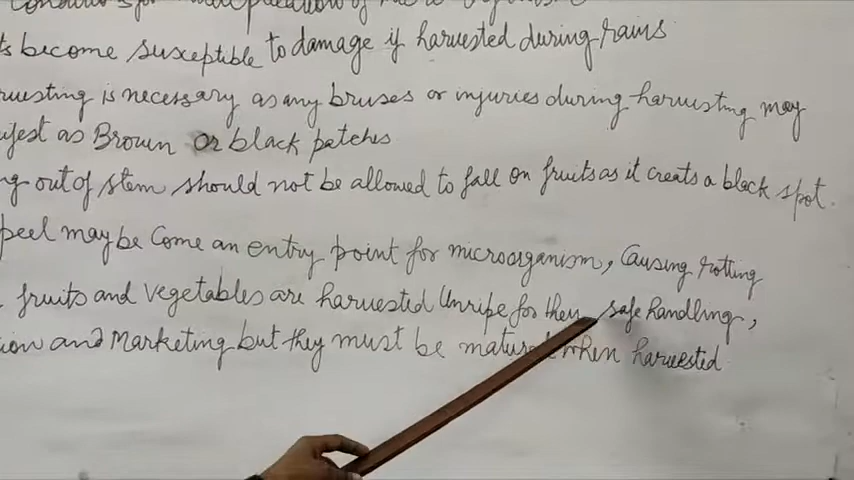 ts become susceptible to damage if harvested during rains
rvesting is necessary as any bruses or injuries during harvesting may
ifest as Brown or black patches
ng out of stem should not be allowed to fall on fruits as it creats a black spot.
peel may be Come an entry point for microorganism, Causing rotting
fruits and vegetables are harvested Unripe for their safe handling,
ion and Marketing but they must be mature when harvested